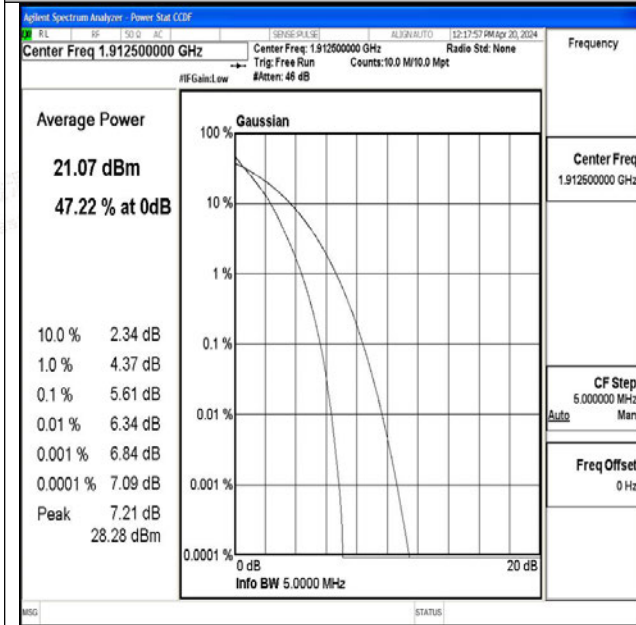 Agilent Spectrum Analyzer - Power Stat CCDF
RL RF 50 Ω AC SENSE:PULSE ALIGNAUTO 12:17:57 PM Apr 20, 2024
Center Freq 1.912500000 GHz
Center Freq: 1.912500000 GHz Radio Std: None
Trig: Free Run Counts:10.0 M/10.0 Mpt
#IFGain:Low #Atten: 46 dB
Frequency
Average Power
21.07 dBm
47.22 % at 0dB
10.0 % 2.34 dB
1.0 % 4.37 dB
0.1 % 5.61 dB
0.01 % 6.34 dB
0.001 % 6.84 dB
0.0001 % 7.09 dB
Peak 7.21 dB
28.28 dBm
Gaussian
100 %
10 %
1 %
0.1 %
0.01 %
0.001 %
0.0001 %
0 dB 20 dB
Info BW 5.0000 MHz
Center Freq
1.912500000 GHz
CF Step
5.000000 MHz
Auto Man
Freq Offset
0 Hz
MSG STATUS